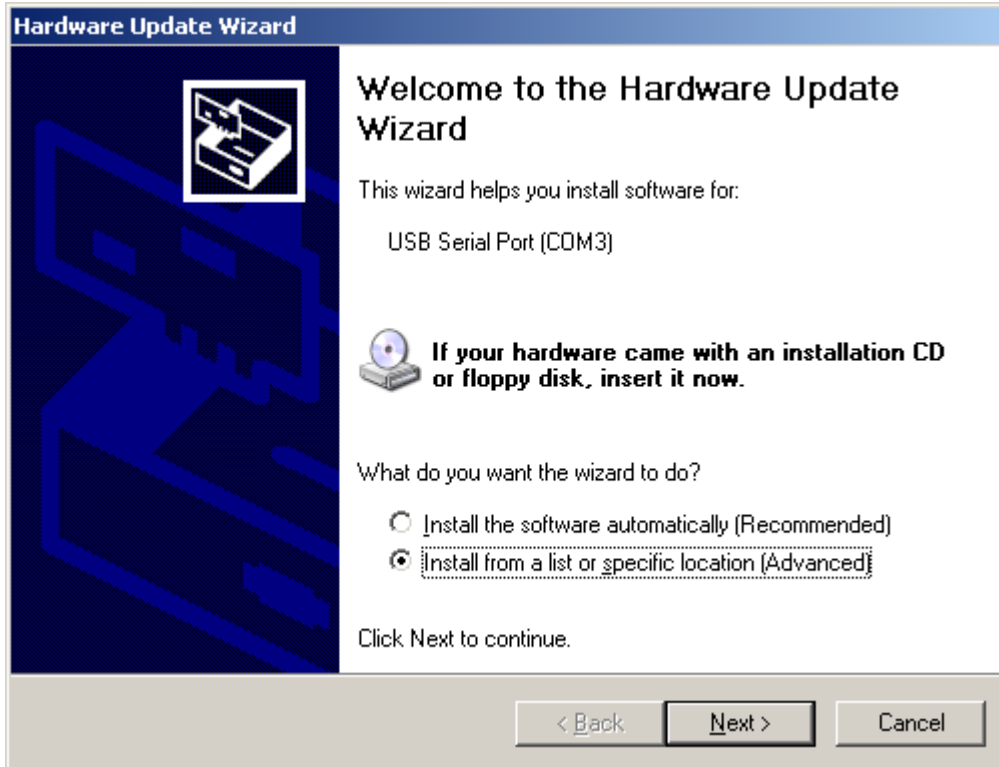 Hardware Update Wizard
Welcome to the Hardware Update
Wizard
This wizard helps you install software for:
USB Serial Port (COM3)
If your hardware came with an installation CD
or floppy disk, insert it now.
What do you want the wizard to do?
Install the software automatically (Recommended)
Install from a list or specific location (Advanced)
Click Next to continue.
< Back
Next >
Cancel